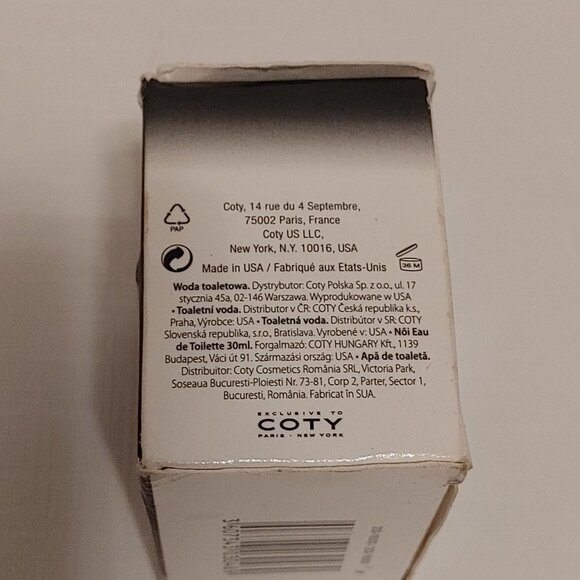 Coty, 14 rue du 4 Septembre,
75002 Paris, France
Coty US LLC,
New York, N.Y. 10016, USA
PAP
Made in USA / Fabriqué aux Etats-Unis
36 M
Woda toaletowa. Dystrybutor: Coty Polska Sp. z o.o., ul. 17
stycznia 45a, 02-146 Warszawa. Wyprodukowane w USA
• Toaletní voda. Distributor v ČR: COTY Česká republika k.s.,
Praha, Výrobce: USA • Toaletná voda. Distribútor v SR: COTY
Slovenská republika, s.r.o., Bratislava. Vyrobené v: USA • Női Eau
de Toilette 30ml. Forgalmazó: COTY HUNGARY Kft., 1139
Budapest, Váci út 91. Származási ország: USA • Apă de toaletă.
Distribuitor: Coty Cosmetics România SRL, Victoria Park,
Soseaua Bucuresti-Ploiesti Nr. 73-81, Corp 2, Parter, Sector 1,
Bucuresti, România. Fabricat în SUA.
EXCLUSIVE TO
COTY
PARIS • NEW YORK